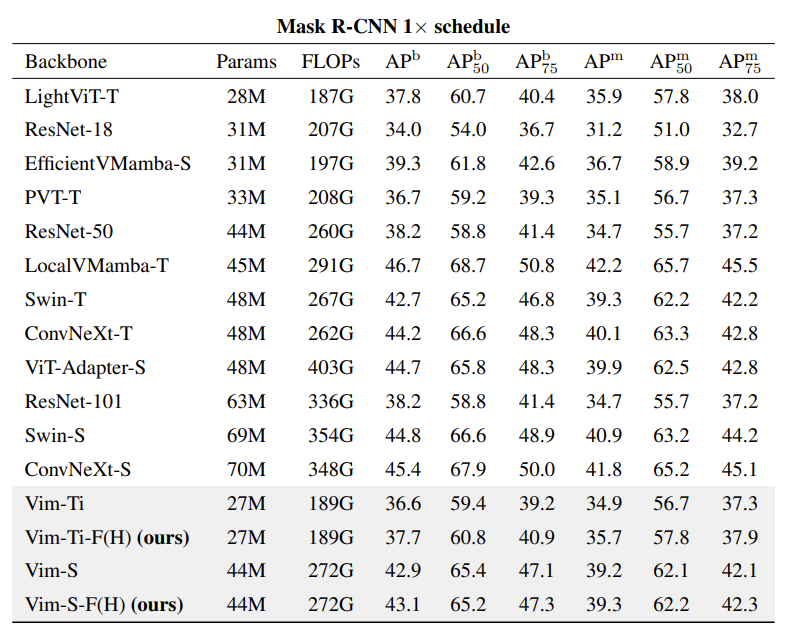 Mask R-CNN 1× schedule
Backbone Params FLOPs APᵇ APᵇ₅₀ APᵇ₇₅ APᵐ APᵐ₅₀ APᵐ₇₅
LightViT-T 28M 187G 37.8 60.7 40.4 35.9 57.8 38.0
ResNet-18 31M 207G 34.0 54.0 36.7 31.2 51.0 32.7
EfficientVMamba-S 31M 197G 39.3 61.8 42.6 36.7 58.9 39.2
PVT-T 33M 208G 36.7 59.2 39.3 35.1 56.7 37.3
ResNet-50 44M 260G 38.2 58.8 41.4 34.7 55.7 37.2
LocalVMamba-T 45M 291G 46.7 68.7 50.8 42.2 65.7 45.5
Swin-T 48M 267G 42.7 65.2 46.8 39.3 62.2 42.2
ConvNeXt-T 48M 262G 44.2 66.6 48.3 40.1 63.3 42.8
ViT-Adapter-S 48M 403G 44.7 65.8 48.3 39.9 62.5 42.8
ResNet-101 63M 336G 38.2 58.8 41.4 34.7 55.7 37.2
Swin-S 69M 354G 44.8 66.6 48.9 40.9 63.2 44.2
ConvNeXt-S 70M 348G 45.4 67.9 50.0 41.8 65.2 45.1
Vim-Ti 27M 189G 36.6 59.4 39.2 34.9 56.7 37.3
Vim-Ti-F(H) (ours) 27M 189G 37.7 60.8 40.9 35.7 57.8 37.9
Vim-S 44M 272G 42.9 65.4 47.1 39.2 62.1 42.1
Vim-S-F(H) (ours) 44M 272G 43.1 65.2 47.3 39.3 62.2 42.3